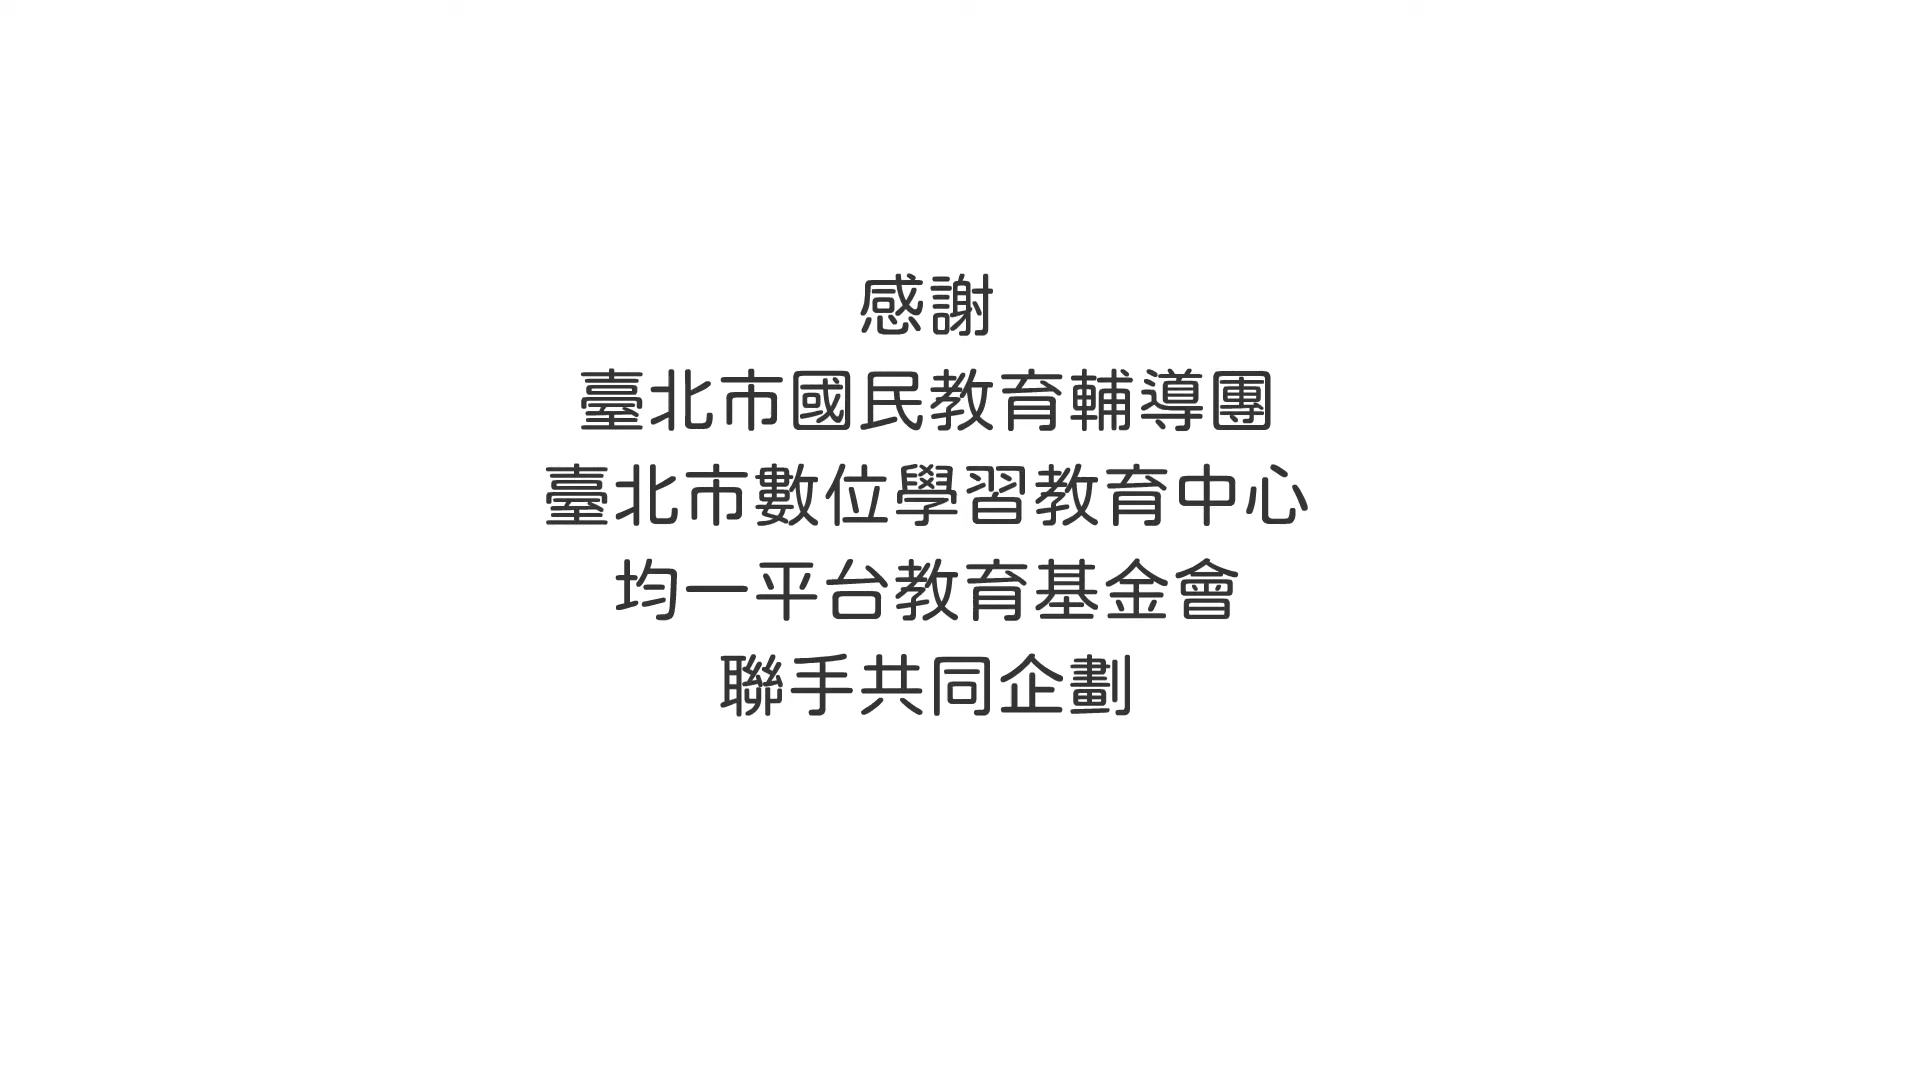 感謝
臺北市國民教育輔導團
臺北市數位學習教育中心
均一平台教育基金會
聯手共同企劃